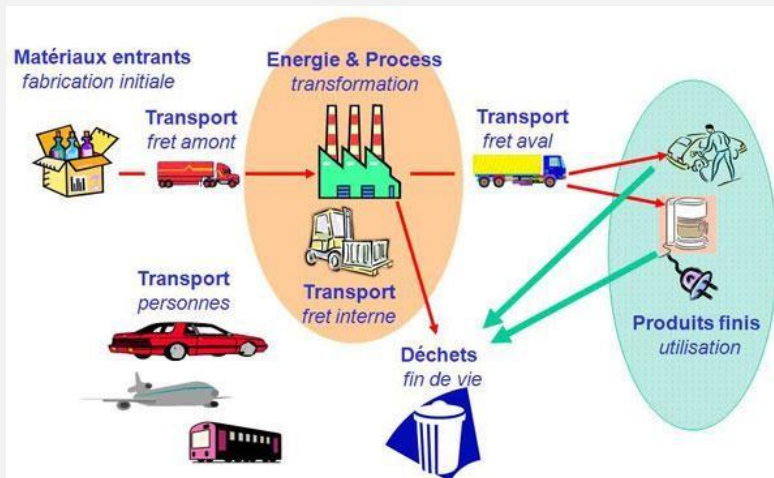 Matériaux entrants
fabrication initiale
Energie & Process
transformation
Transport
fret amont
Transport
fret aval
Transport
personnes
Transport
fret interne
Déchets
fin de vie
Produits finis
utilisation